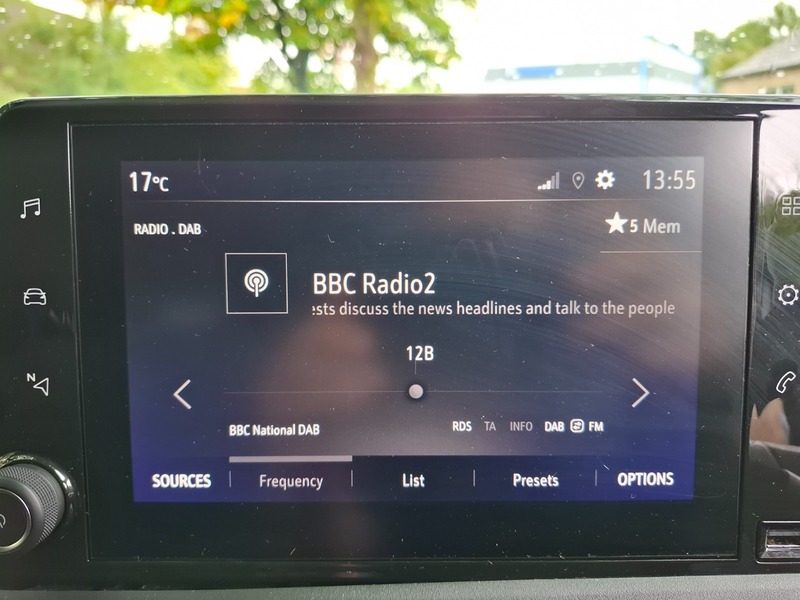 17°C 13:55
RADIO . DAB
5 Mem
BBC Radio2
sts discuss the news headlines and talk to the people
12B
BBC National DAB
RDS TA INFO DAB FM
SOURCES Frequency List Presets OPTIONS
N